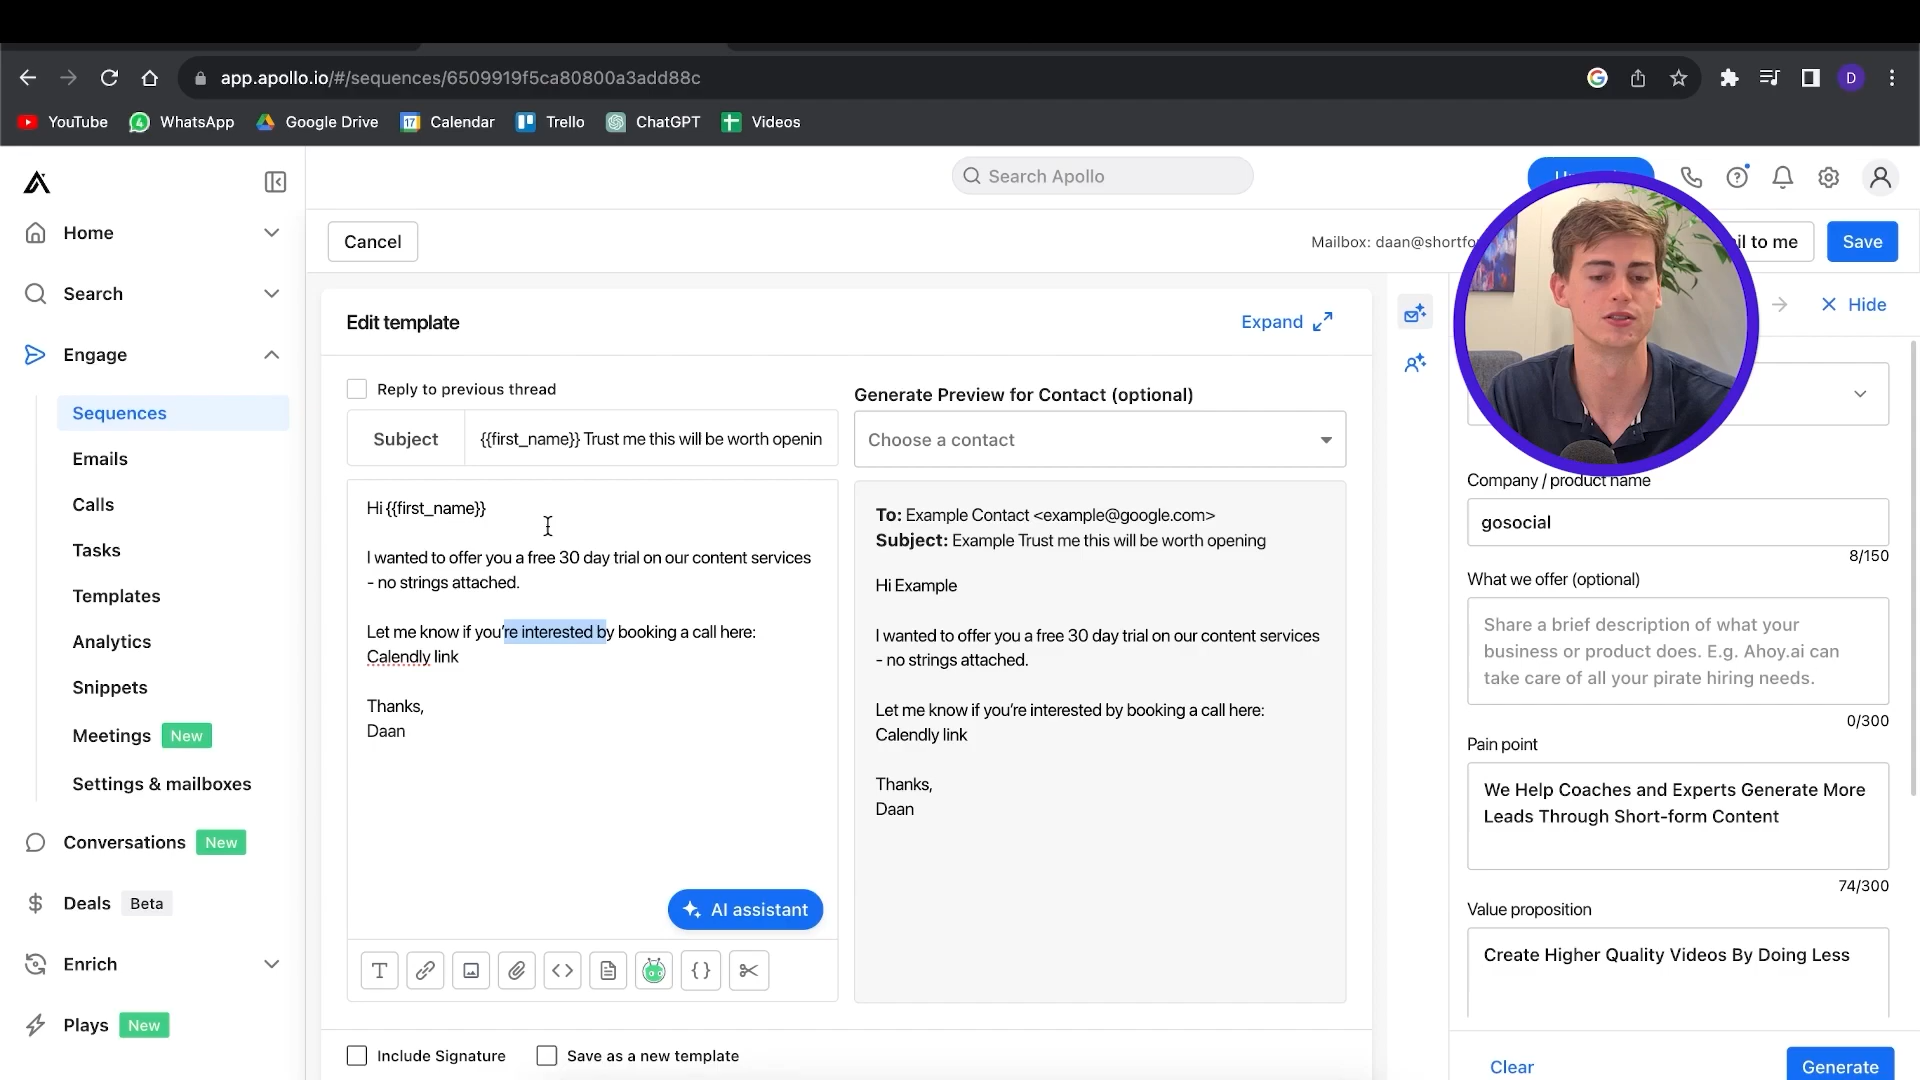 app.apollo.io/#/sequences/6509919f5ca80800a3add88c
D
YouTube
4
WhatsApp
Google Drive
17
Calendar
Trello
ChatGPT
Videos
Search Apollo
Home
Search
Engage
Sequences
Emails
Calls
Tasks
Templates
Analytics
Snippets
Meetings New
Settings & mailboxes
Conversations New
Deals Beta
Enrich
Plays New
Cancel
Mailbox: daan@shortfo
to me
Save
Edit template
Expand
Hide
Reply to previous thread
Subject
{{first_name}} Trust me this will be worth openin
Hi {{first_name}}
I wanted to offer you a free 30 day trial on our content services
- no strings attached.
Let me know if you're interested by booking a call here:
Calendly link
Thanks,
Daan
AI assistant
T
Include Signature
Save as a new template
Generate Preview for Contact (optional)
Choose a contact
To: Example Contact <example@google.com>
Subject: Example Trust me this will be worth opening
Hi Example
I wanted to offer you a free 30 day trial on our content services
- no strings attached.
Let me know if you're interested by booking a call here:
Calendly link
Thanks,
Daan
Company / product name
gosocial
8/150
What we offer (optional)
Share a brief description of what your
business or product does. E.g. Ahoy.ai can
take care of all your pirate hiring needs.
0/300
Pain point
We Help Coaches and Experts Generate More
Leads Through Short-form Content
74/300
Value proposition
Create Higher Quality Videos By Doing Less
Clear
Generate